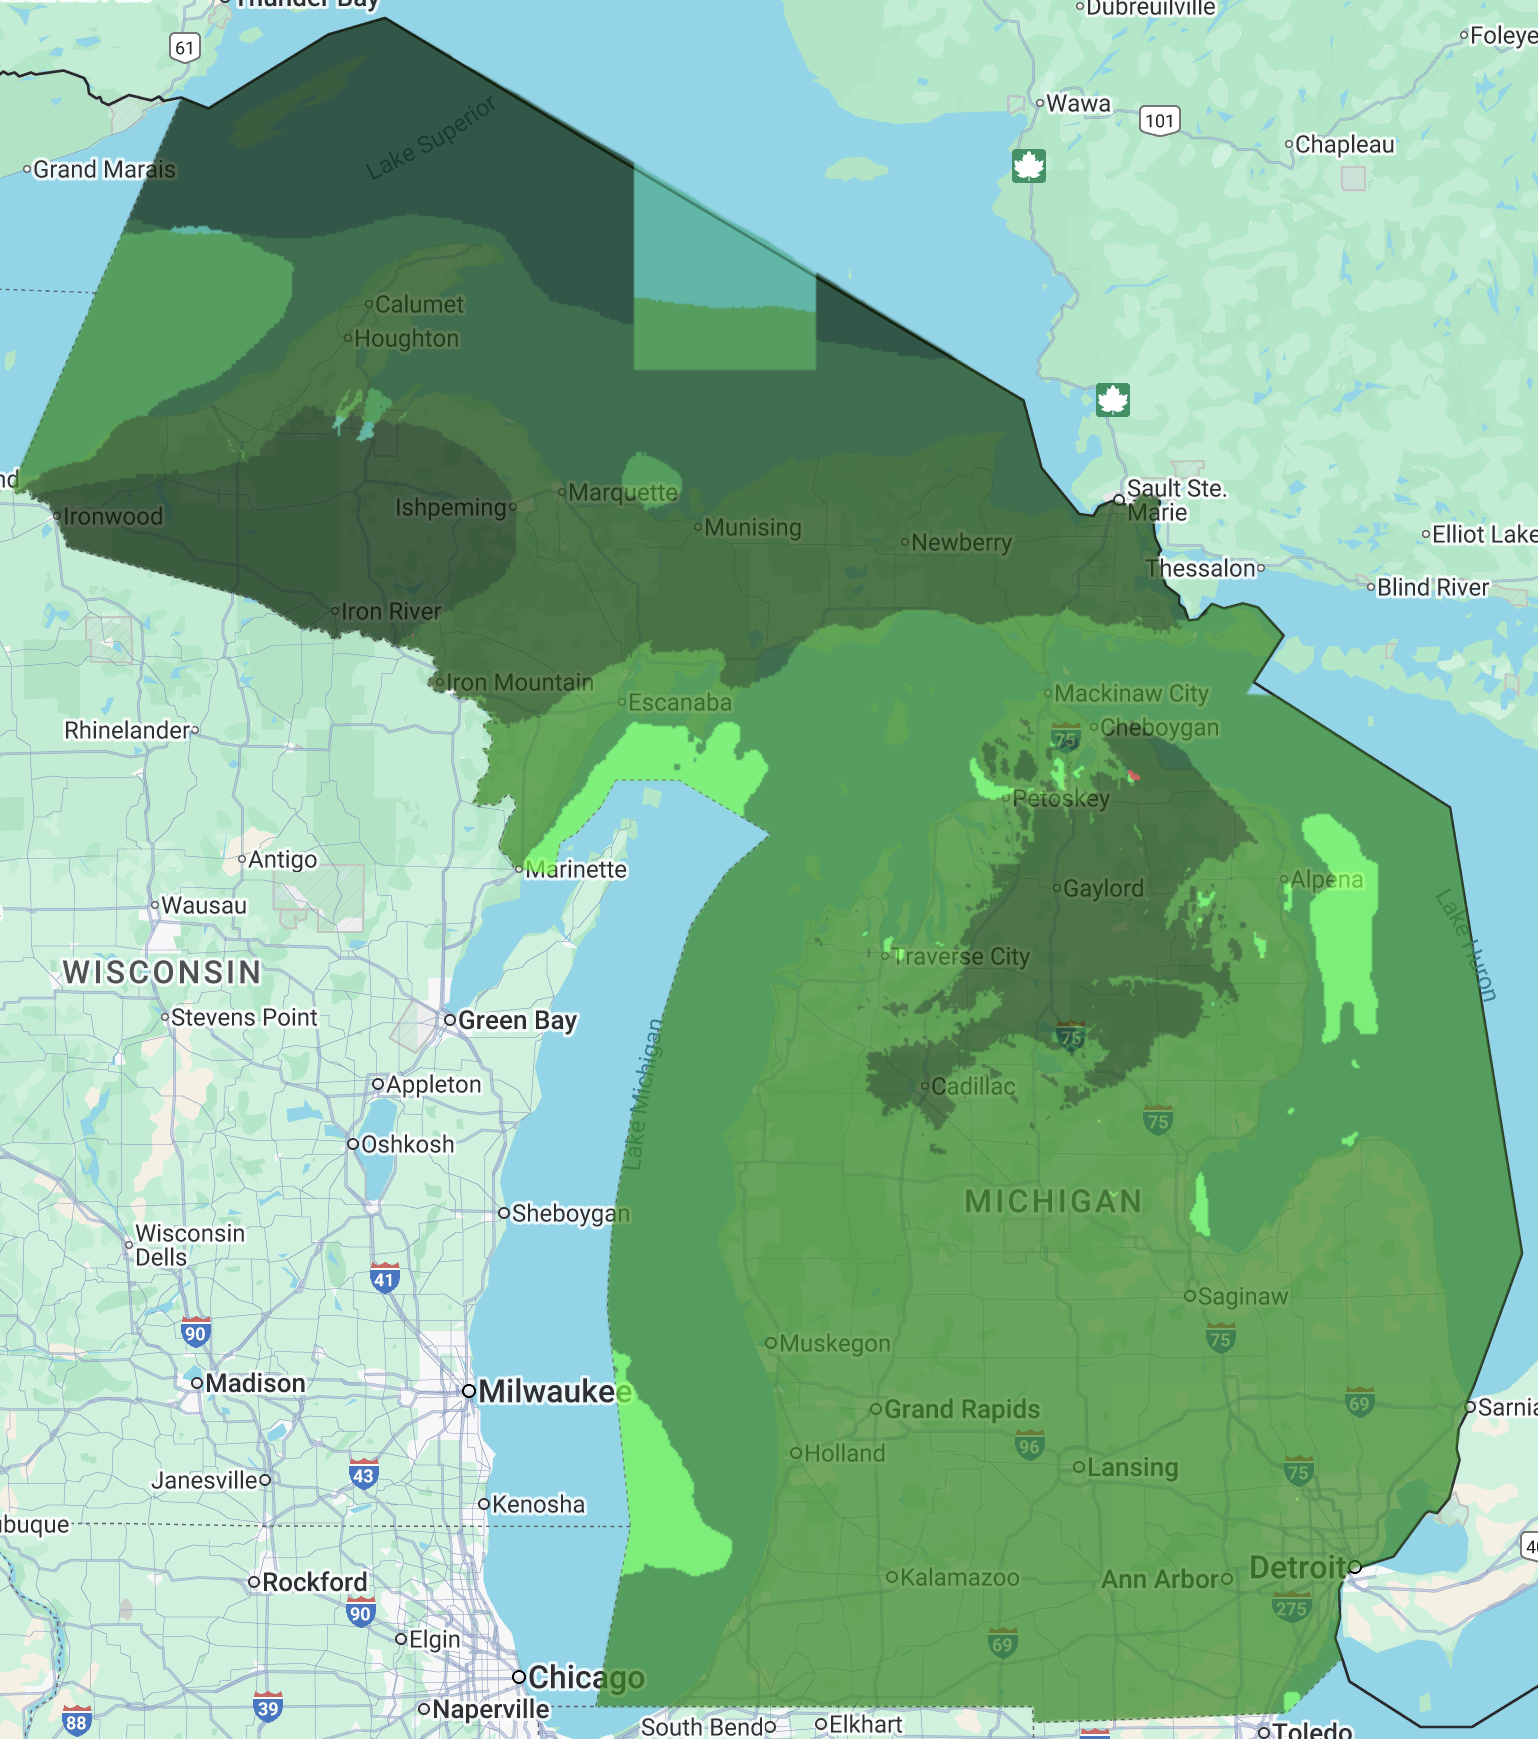 Thunder Bay
Dubreuilville
Foleye
61
Wawa
101
Lake Superior
Chapleau
Grand Marais
Calumet
Houghton
nd
Sault Ste.
Marie
Marquette
Ishpeming
Ironwood
Munising
Newberry
Elliot Lake
Thessalon
Blind River
Iron River
Iron Mountain
Escanaba
Mackinaw City
Rhinelander
Cheboygan
75
Petoskey
Antigo
Marinette
Gaylord
Alpena
Wausau
Lake Huron
WISCONSIN
Traverse City
Stevens Point
Green Bay
75
Lake Michigan
Appleton
Cadillac
75
Oshkosh
MICHIGAN
Sheboygan
Wisconsin
Dells
41
Saginaw
90
75
Muskegon
Madison
Milwaukee
69
Grand Rapids
Sarnia
96
Holland
Lansing
75
43
Janesville
Kenosha
ubuque
40
Detroit
Rockford
Kalamazoo
Ann Arbor
90
275
Elgin
69
Chicago
39
Naperville
88
South Bend
Elkhart
Toledo